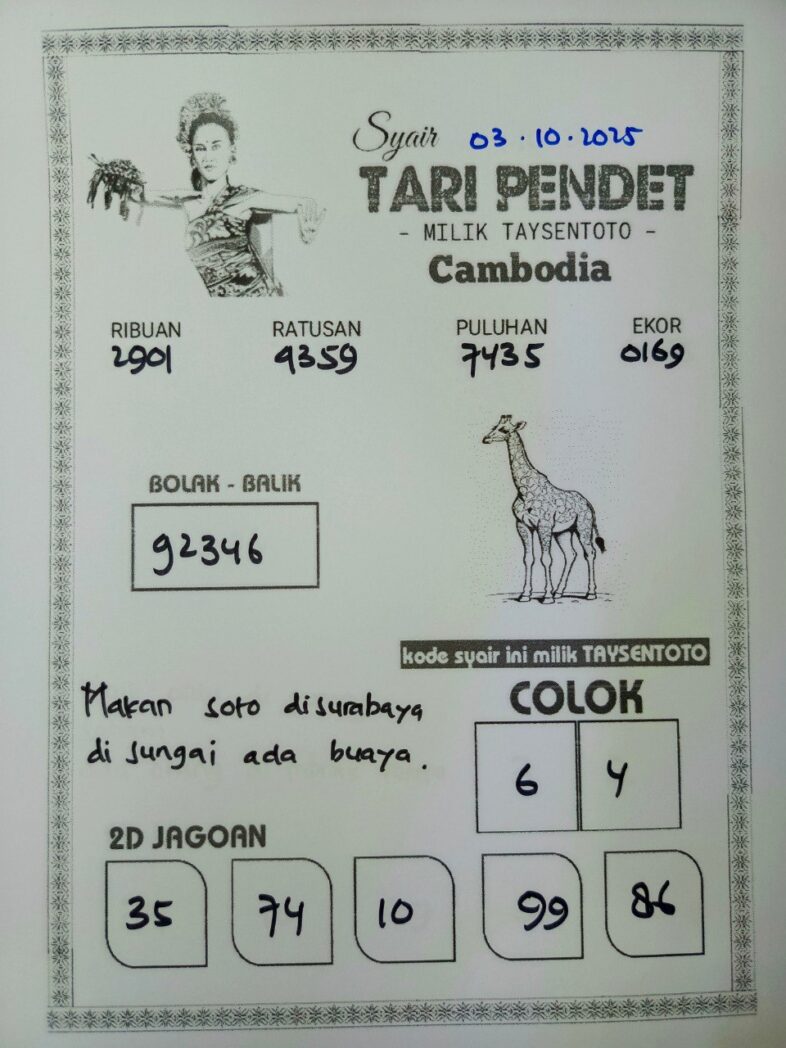 Syair 03.10.2025
TARI PENDET
- MILIK TAYSENTOTO -
Cambodia
RIBUAN RATUSAN PULUHAN EKOR
2901 9359 7435 0169
BOLAK - BALIK
92346
kode syair ini milik TAYSENTOTO
Makan soto disurabaya
di sungai ada buaya.
COLOK
6 4
2D JAGOAN
35 74 10 99 86